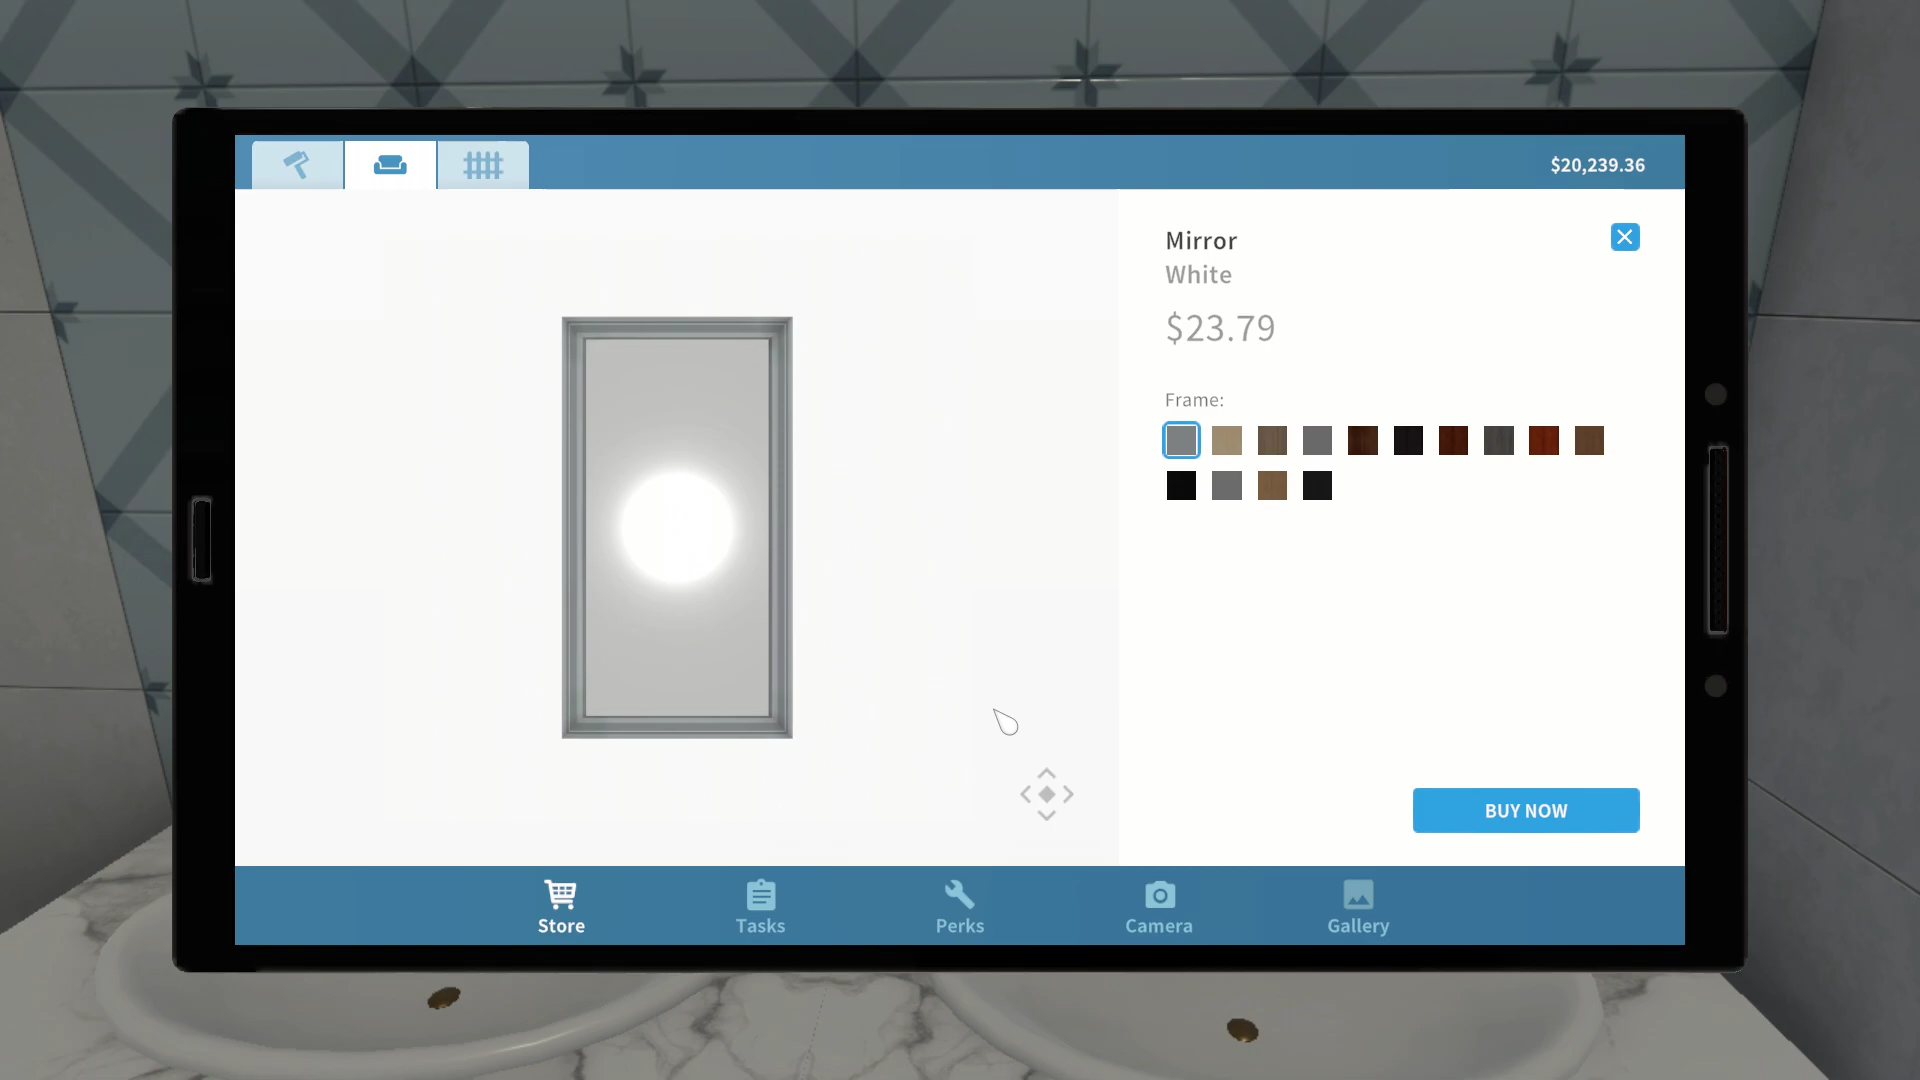 $20,239.36
Mirror
White
$23.79
Frame:
BUY NOW
Store
Tasks
Perks
Camera
Gallery